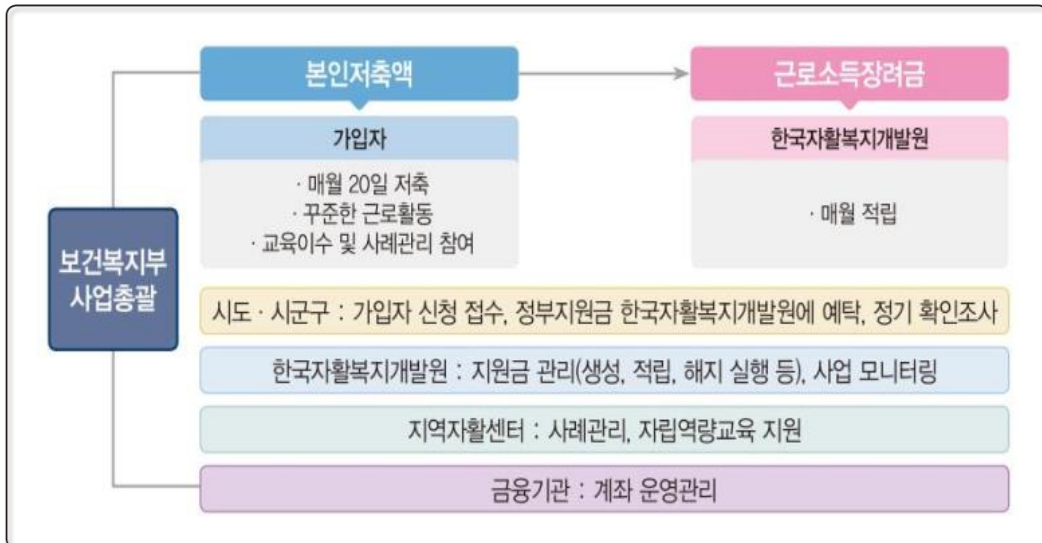 본인저축액
근로소득장려금
가입자
· 매월 20일 저축
· 꾸준한 근로활동
· 교육이수 및 사례관리 참여
한국자활복지개발원
· 매월 적립
보건복지부
사업총괄
시도 · 시군구 : 가입자 신청 접수, 정부지원금 한국자활복지개발원에 예탁, 정기 확인조사
한국자활복지개발원 : 지원금 관리(생성, 적립, 해지 실행 등), 사업 모니터링
지역자활센터 : 사례관리, 자립역량교육 지원
금융기관 : 계좌 운영관리